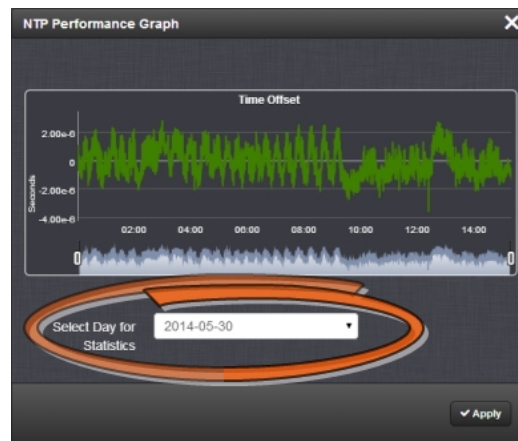 NTP Performance Graph
Time Offset
2.00e-6
0
-2.00e-6
-4.00e-6
Seconds
02:00 04:00 06:00 08:00 10:00 12:00 14:00
Select Day for
Statistics
2014-05-30
Apply